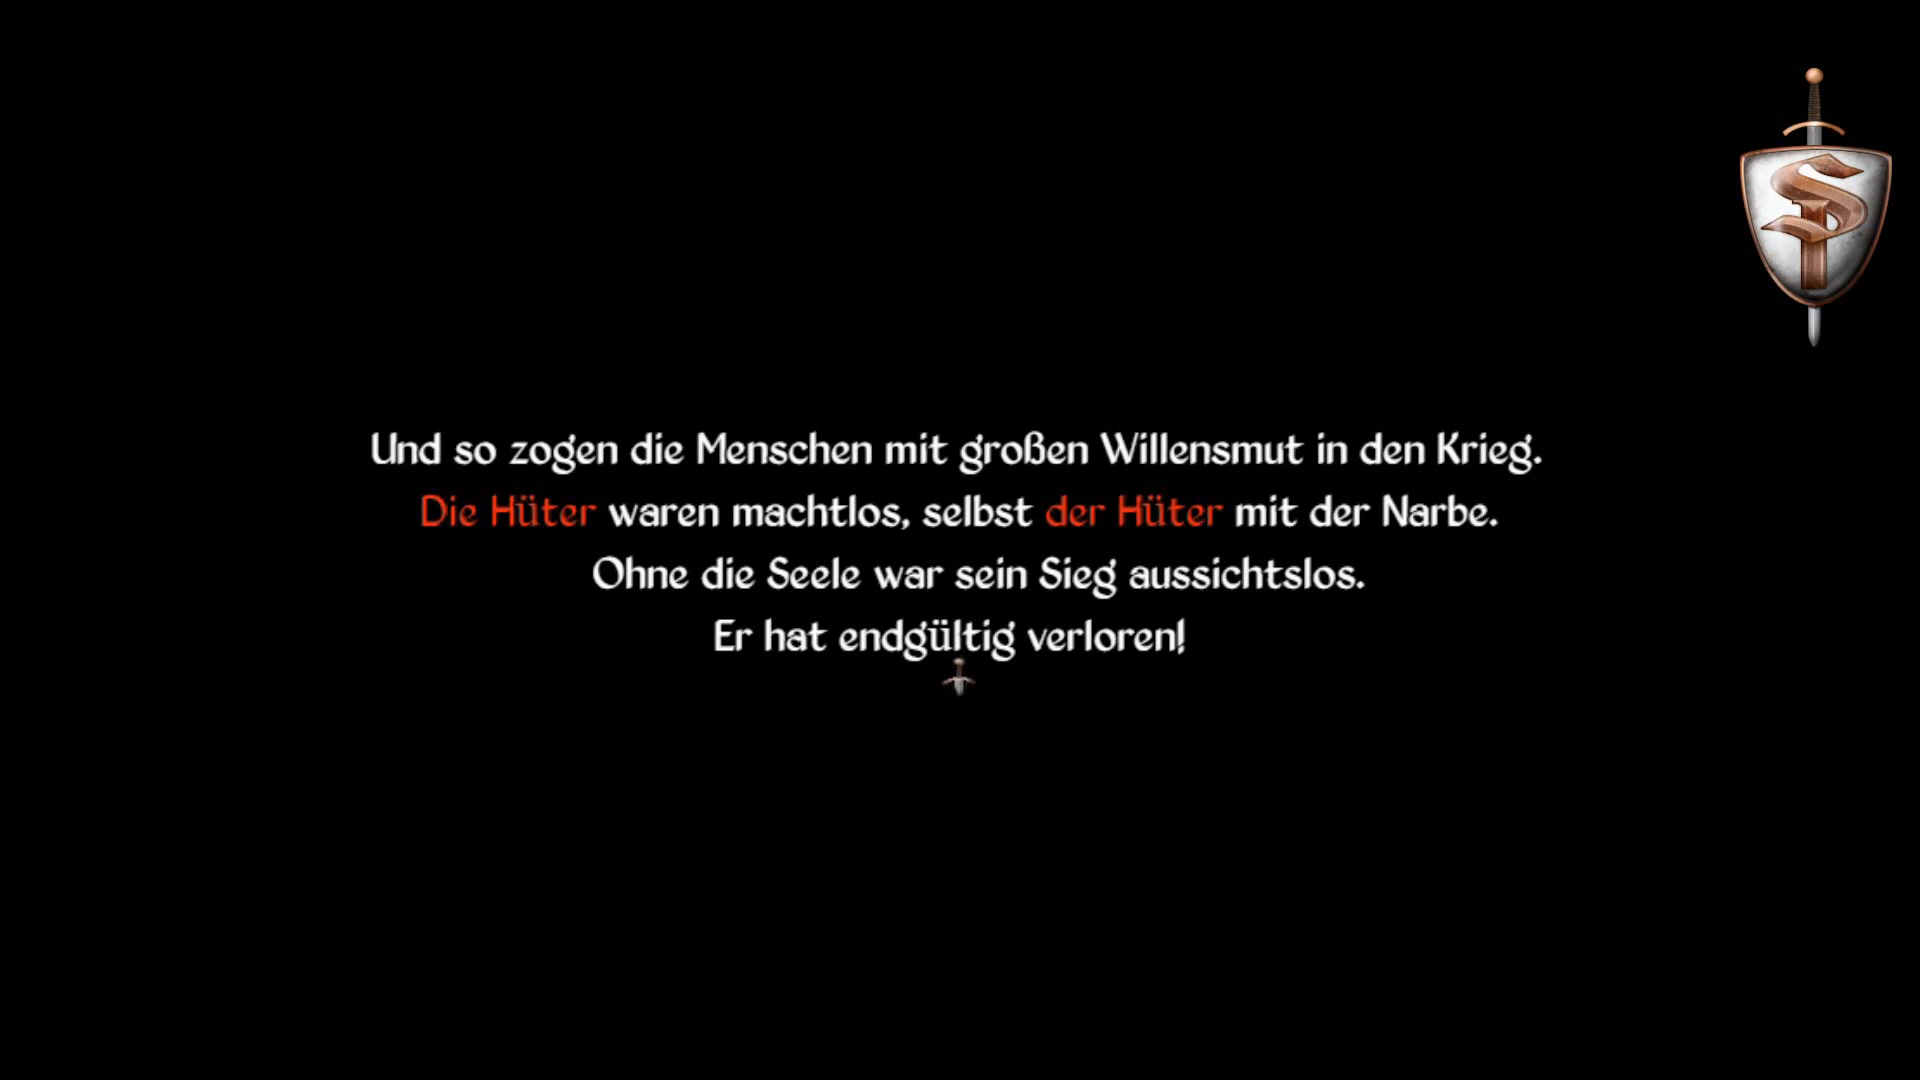 Und so zogen die Menschen mit großen Willensmut in den Krieg.
Die Hüter waren machtlos, selbst der Hüter mit der Narbe.
Ohne die Seele war sein Sieg aussichtslos.
Er hat endgültig verloren!